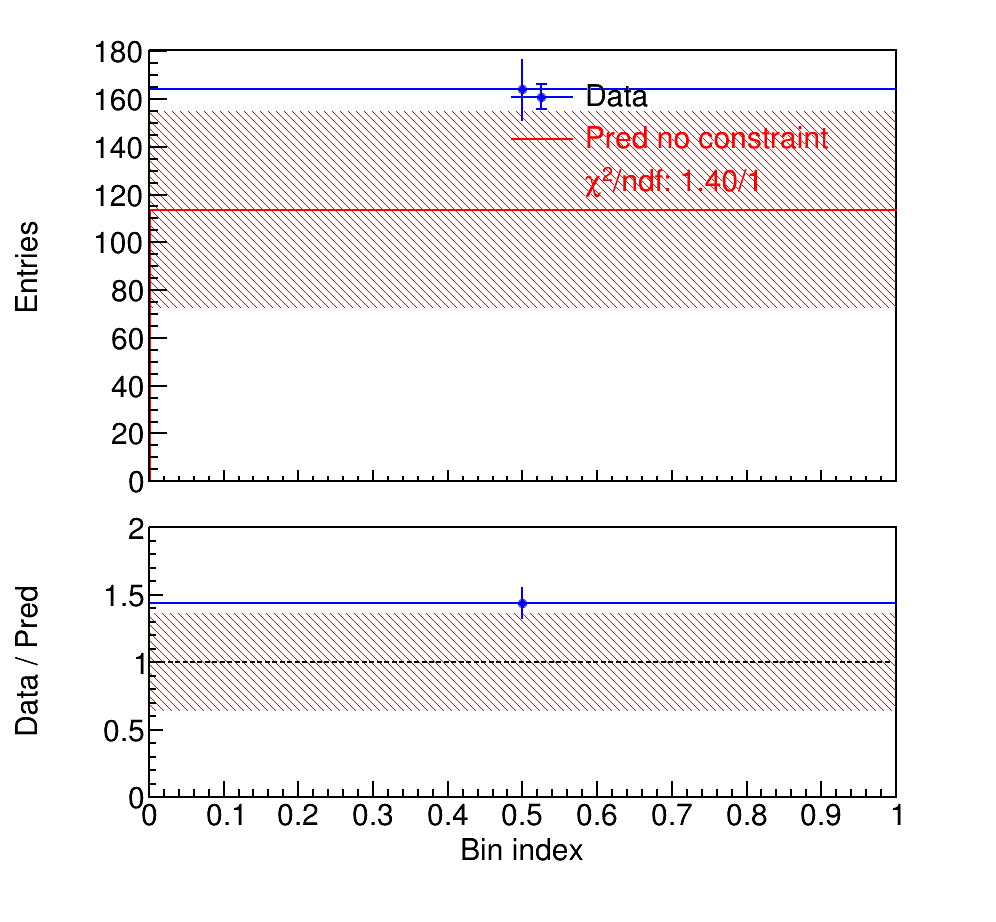 180
160
140
120
100
80
60
40
20
0
Entries
Data
Pred no constraint
χ²/ndf: 1.40/1
2
1.5
1
0.5
0
Data / Pred
0 0.1 0.2 0.3 0.4 0.5 0.6 0.7 0.8 0.9 1
Bin index